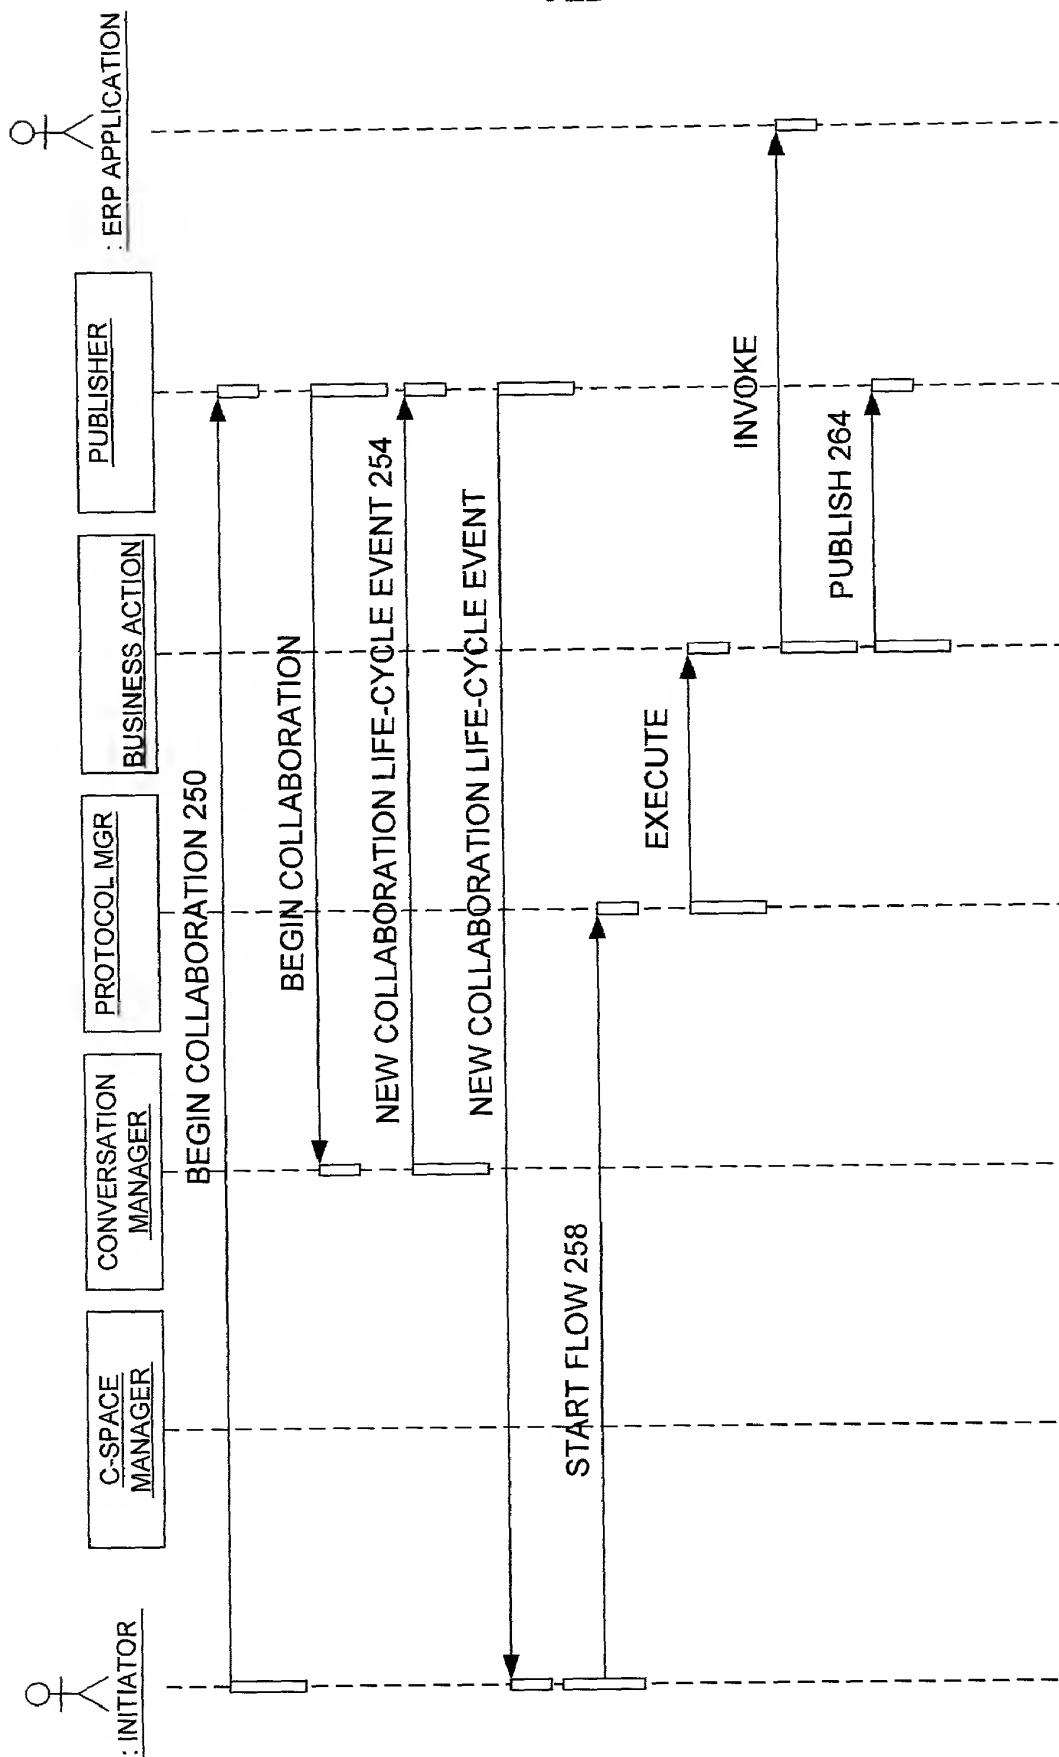 : INITIATOR
C-SPACE
MANAGER
CONVERSATION
MANAGER
PROTOCOL MGR
BUSINESS ACTION
PUBLISHER
: ERP APPLICATION
BEGIN COLLABORATION 250
BEGIN COLLABORATION
NEW COLLABORATION LIFE-CYCLE EVENT 254
NEW COLLABORATION LIFE-CYCLE EVENT
START FLOW 258
EXECUTE
INVOKE
PUBLISH 264